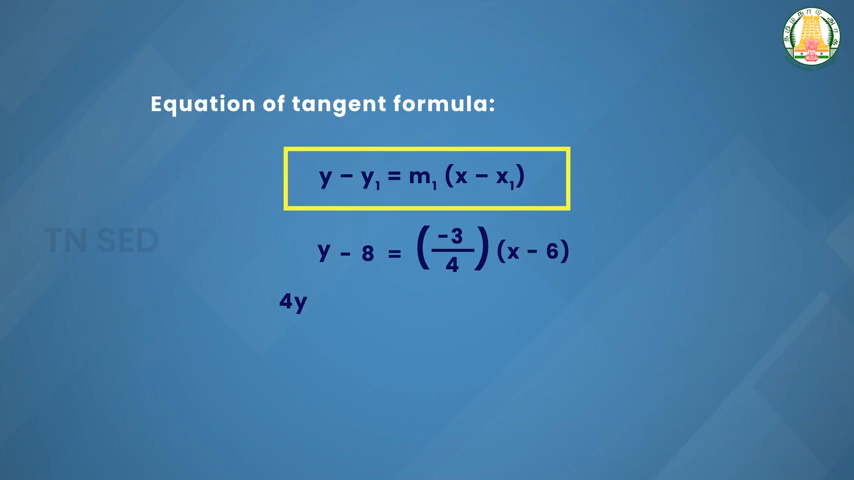 Equation of tangent formula:
y – y₁ = m₁ (x – x₁)
y - 8 = (-3/4) (x - 6)
TN SED
4y